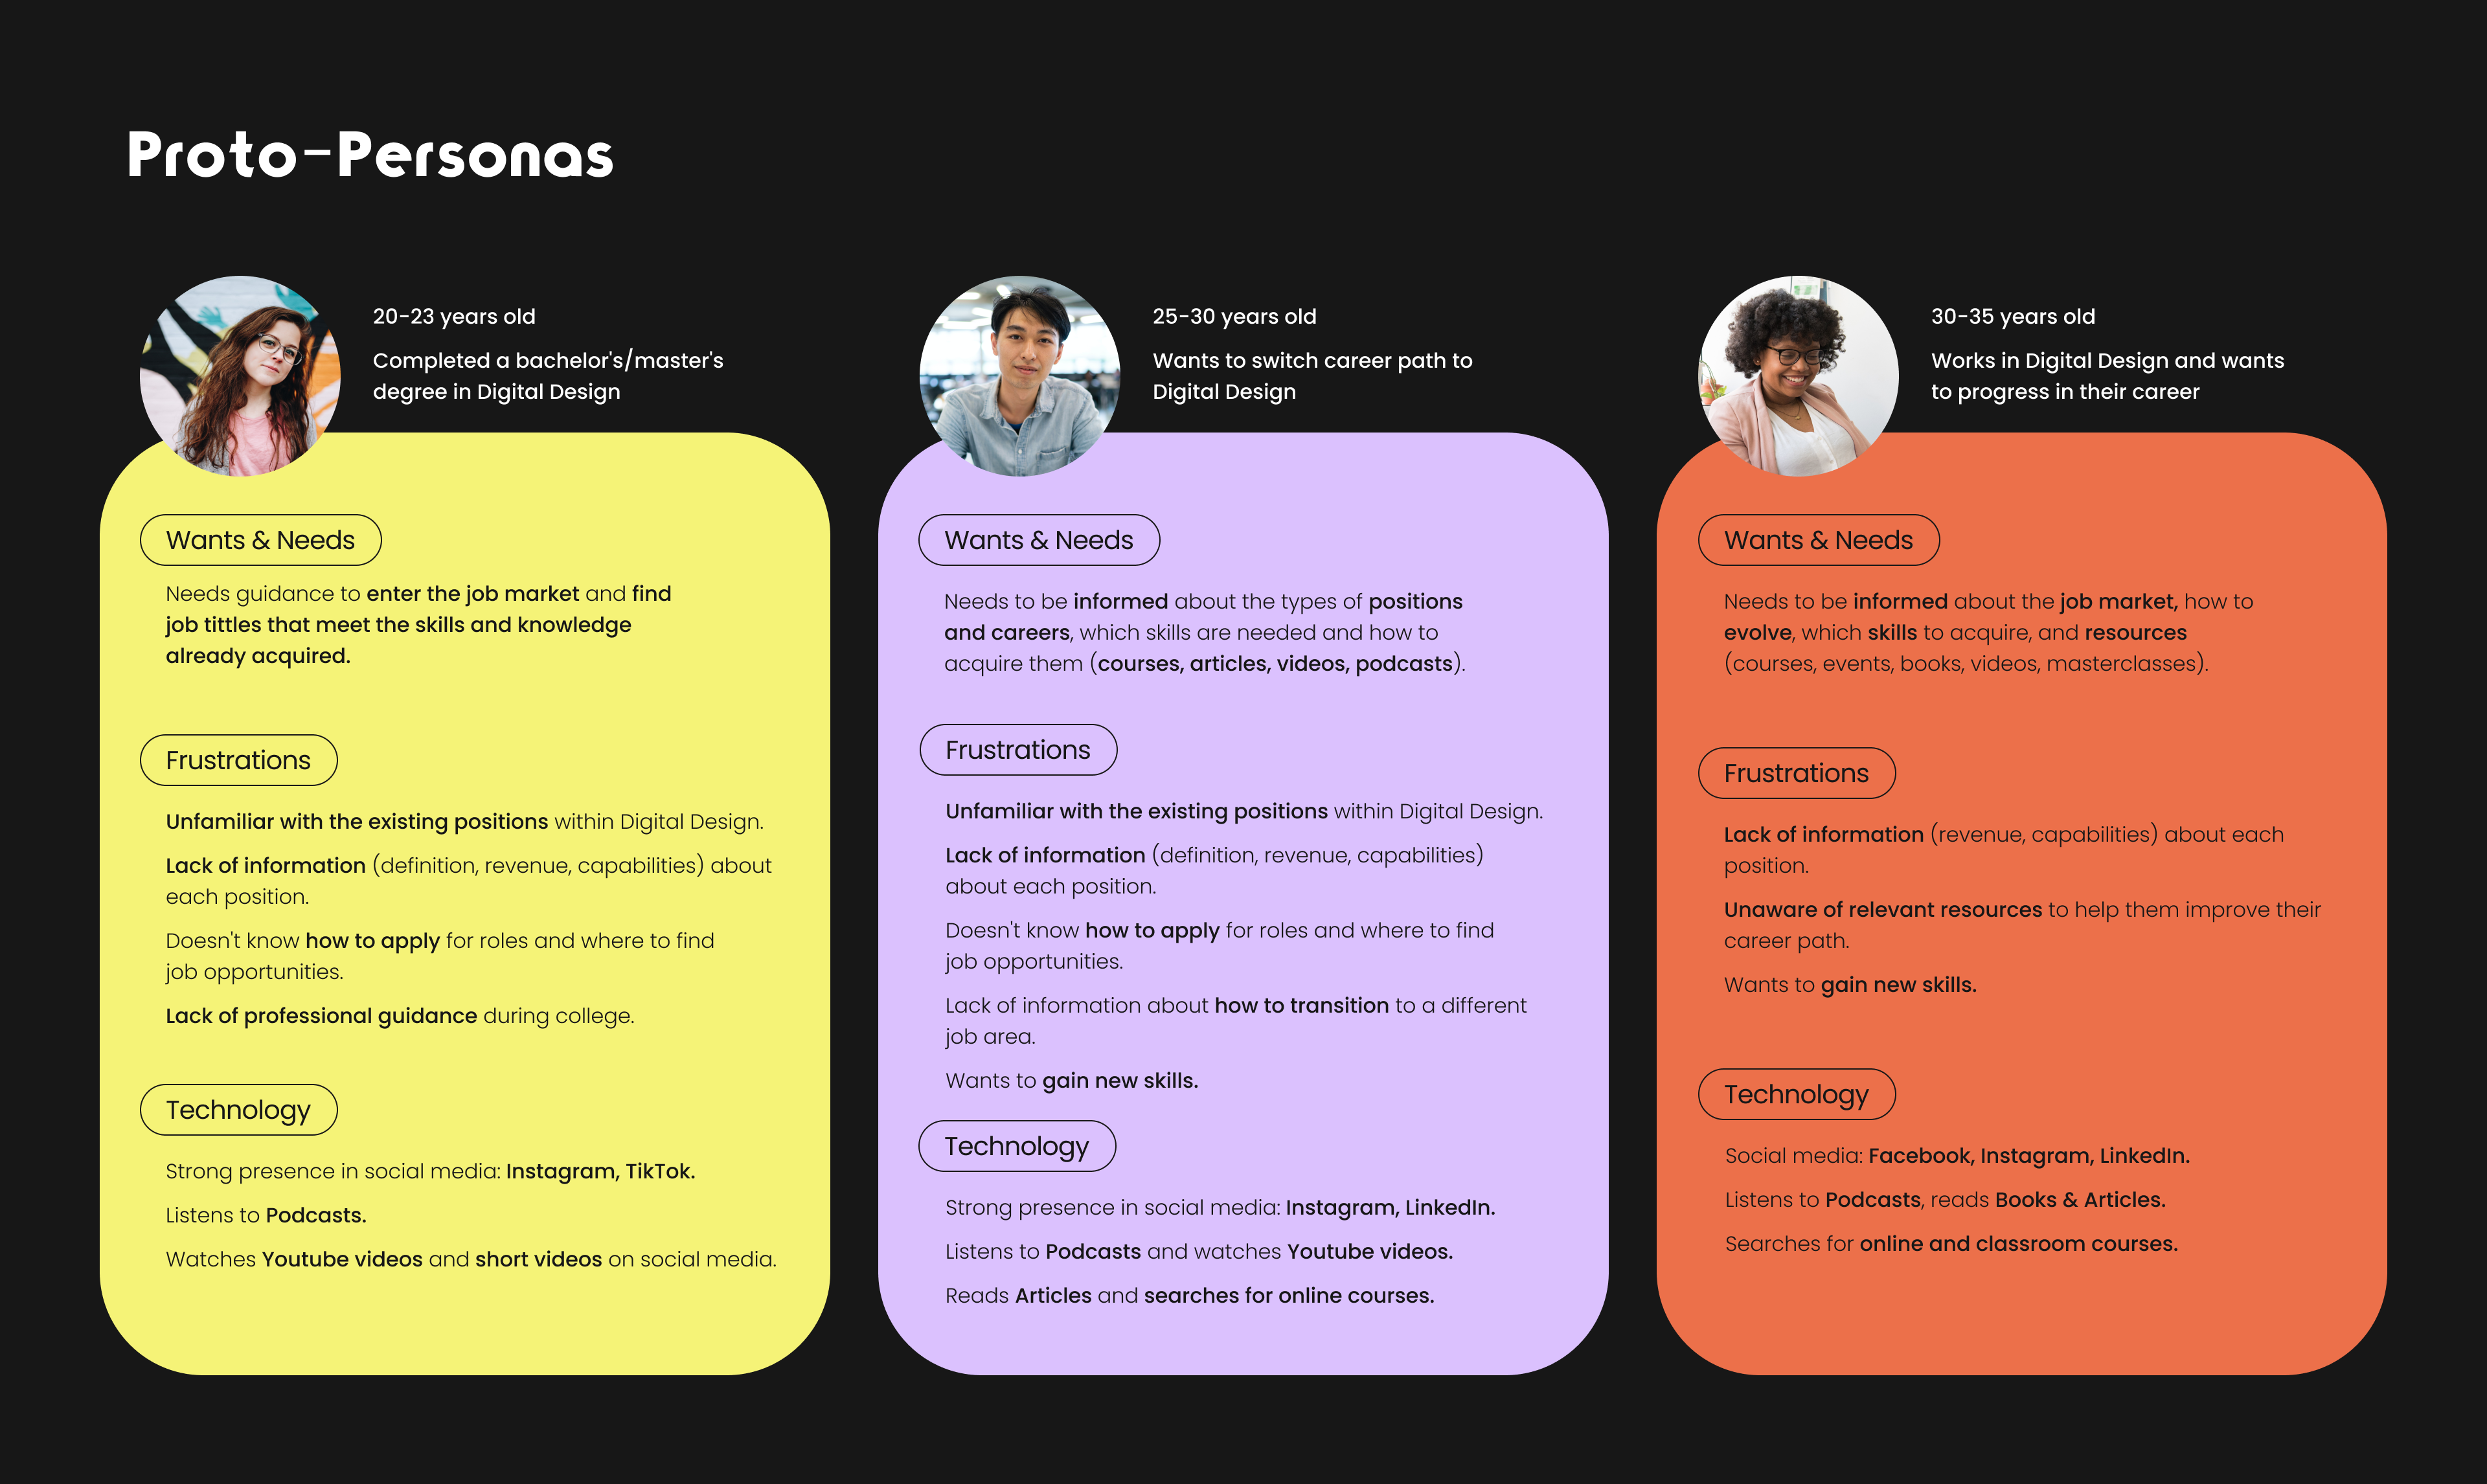 Proto-Personas
20-23 years old
Completed a bachelor's/master's
degree in Digital Design
Wants & Needs
Needs guidance to enter the job market and find
job tittles that meet the skills and knowledge
already acquired.
Frustrations
Unfamiliar with the existing positions within Digital Design.
Lack of information (definition, revenue, capabilities) about
each position.
Doesn't know how to apply for roles and where to find
job opportunities.
Lack of professional guidance during college.
Technology
Strong presence in social media: Instagram, TikTok.
Listens to Podcasts.
Watches Youtube videos and short videos on social media.
25-30 years old
Wants to switch career path to
Digital Design
Wants & Needs
Needs to be informed about the types of positions
and careers, which skills are needed and how to
acquire them (courses, articles, videos, podcasts).
Frustrations
Unfamiliar with the existing positions within Digital Design.
Lack of information (definition, revenue, capabilities)
about each position.
Doesn't know how to apply for roles and where to find
job opportunities.
Lack of information about how to transition to a different
job area.
Wants to gain new skills.
Technology
Strong presence in social media: Instagram, LinkedIn.
Listens to Podcasts and watches Youtube videos.
Reads Articles and searches for online courses.
30-35 years old
Works in Digital Design and wants
to progress in their career
Wants & Needs
Needs to be informed about the job market, how to
evolve, which skills to acquire, and resources
(courses, events, books, videos, masterclasses).
Frustrations
Lack of information (revenue, capabilities) about each
position.
Unaware of relevant resources to help them improve their
career path.
Wants to gain new skills.
Technology
Social media: Facebook, Instagram, LinkedIn.
Listens to Podcasts, reads Books & Articles.
Searches for online and classroom courses.